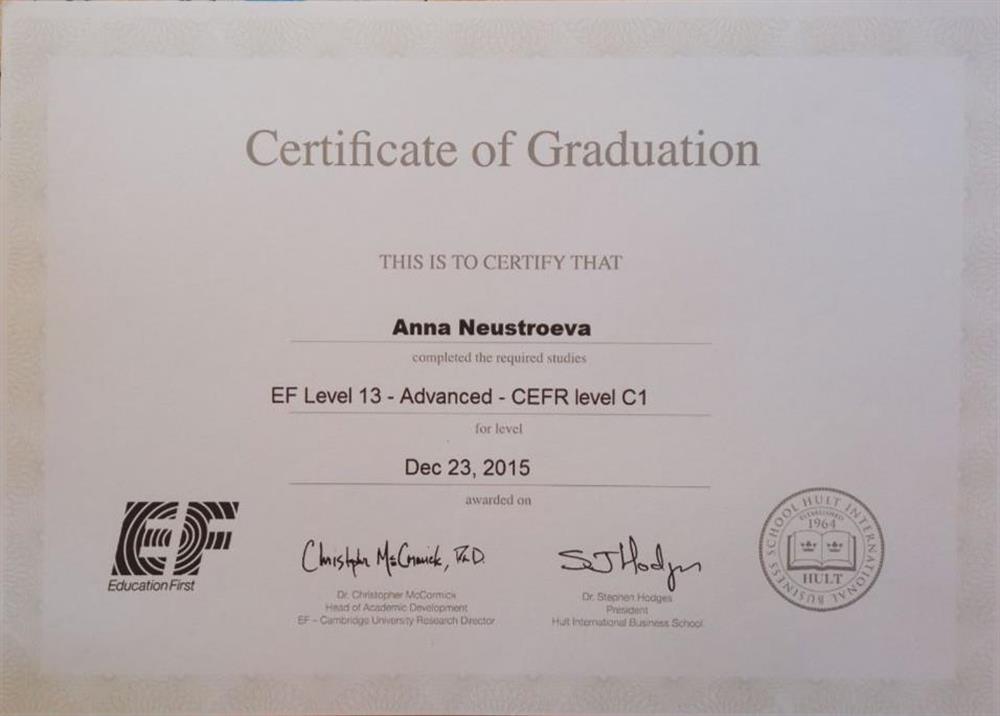 Certificate of Graduation
THIS IS TO CERTIFY THAT
Anna Neustroeva
completed the required studies
EF Level 13 - Advanced - CEFR level C1
for level
Dec 23, 2015
awarded on
EF
Education First
Christopher McCormick, Ph.D.
Dr. Christopher McCormick
Head of Academic Development
EF – Cambridge University Research Director
SJ Hodges
Dr. Stephen Hodges
President
Hult International Business School
HULT INTERNATIONAL BUSINESS SCHOOL
ESTABLISHED
1964
HULT